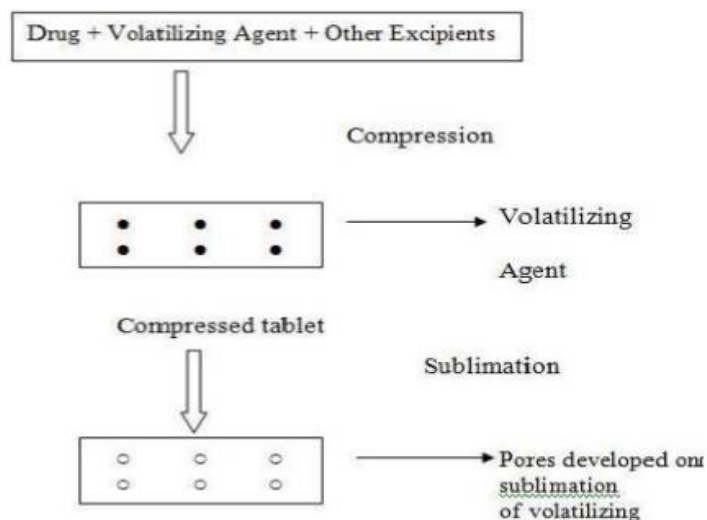 Drug + Volatilizing Agent + Other Excipients
Compression
Volatilizing
Agent
Compressed tablet
Sublimation
Pores developed on
sublimation
of volatilizing